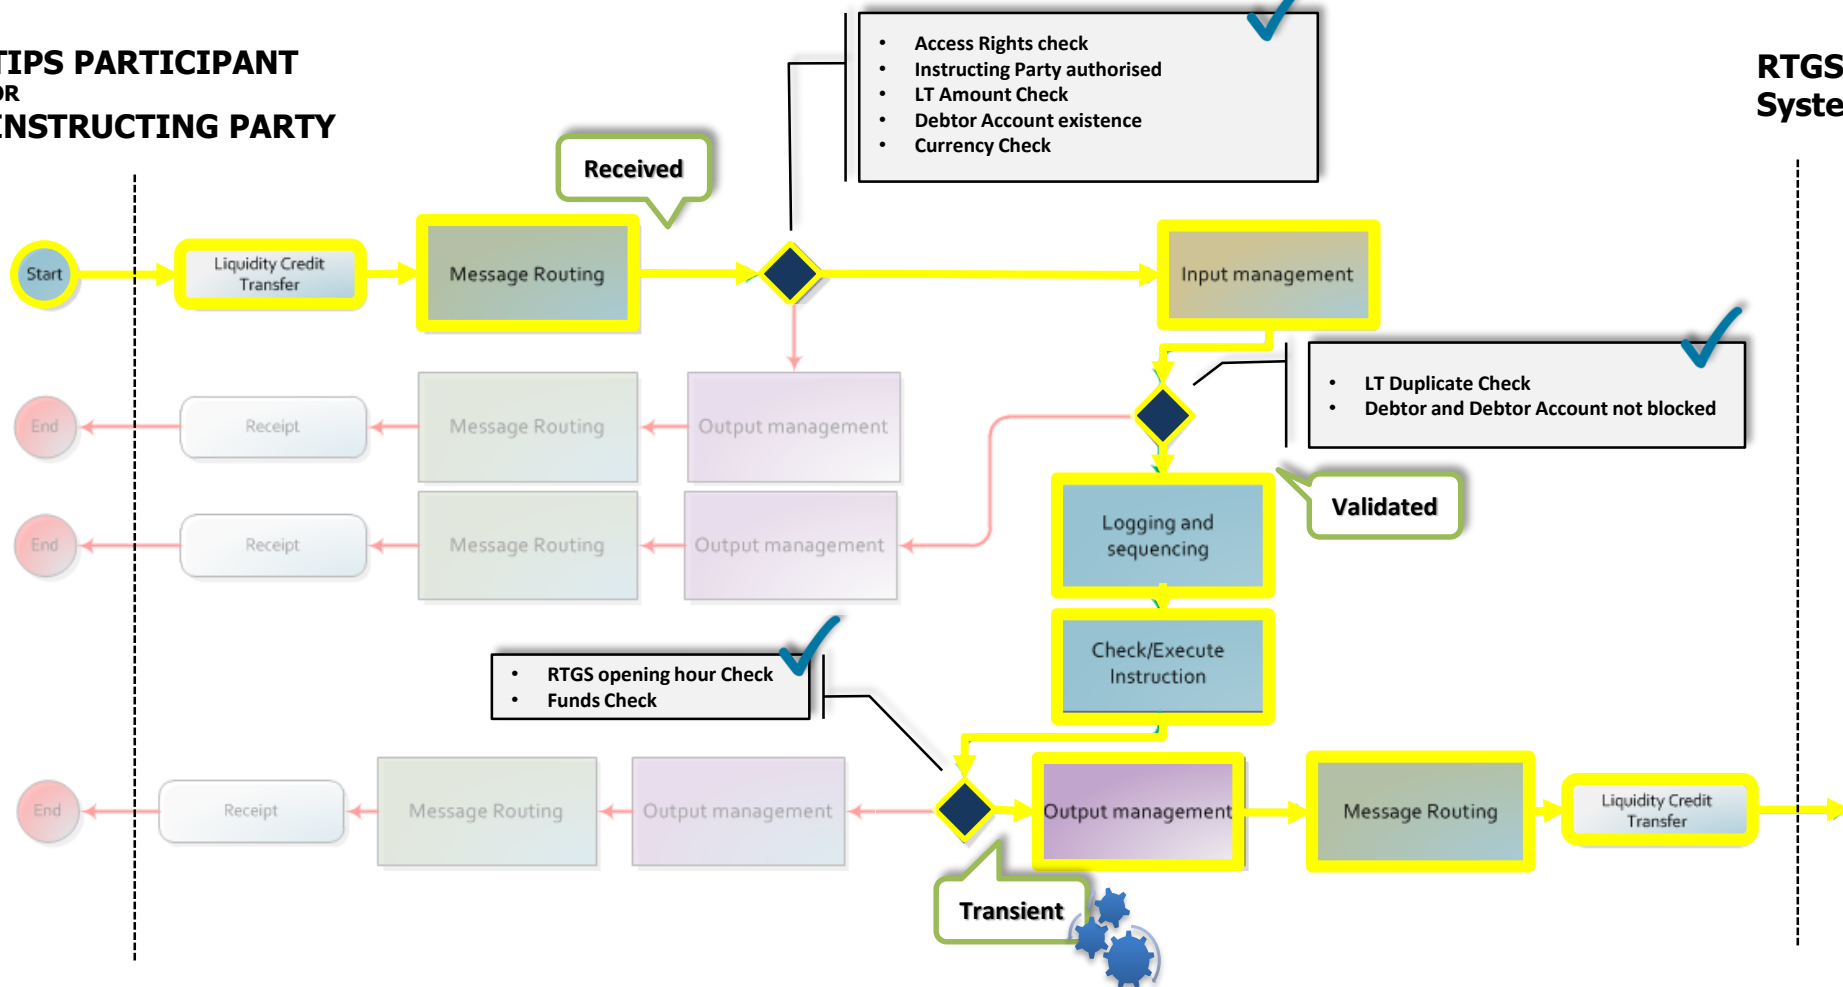 TIPS PARTICIPANT
OR
INSTRUCTING PARTY
• Access Rights check
• Instructing Party authorised
• LT Amount Check
• Debtor Account existence
• Currency Check
RTGS
Syste
Received
Start
Liquidity Credit
Transfer
Message Routing
Input management
• LT Duplicate Check
• Debtor and Debtor Account not blocked
End
Receipt
Message Routing
Output management
Validated
Logging and
sequencing
End
Receipt
Message Routing
Output management
Check/Execute
Instruction
• RTGS opening hour Check
• Funds Check
End
Receipt
Message Routing
Output management
Output management
Message Routing
Liquidity Credit
Transfer
Transient